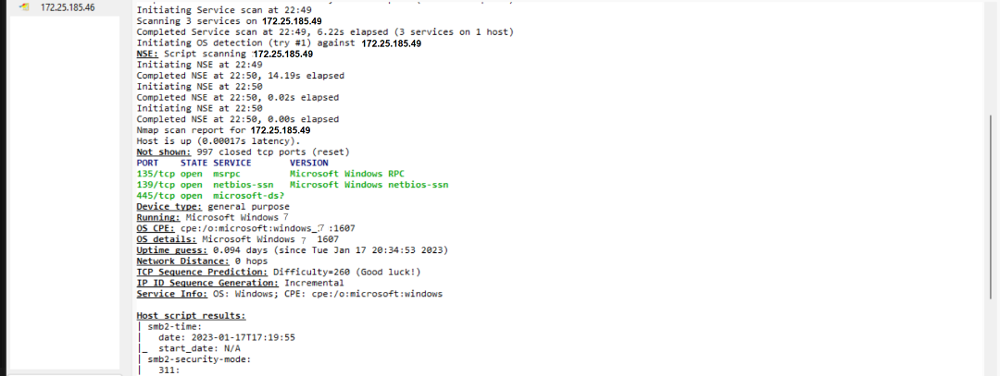 172.25.185.46
Initiating Service scan at 22:49
Scanning 3 services on 172.25.185.49
Completed Service scan at 22:49, 6.22s elapsed (3 services on 1 host)
Initiating OS detection (try #1) against 172.25.185.49
NSE: Script scanning 172.25.185.49
Initiating NSE at 22:49
Completed NSE at 22:50, 14.19s elapsed
Initiating NSE at 22:50
Completed NSE at 22:50, 0.02s elapsed
Initiating NSE at 22:50
Completed NSE at 22:50, 0.00s elapsed
Nmap scan report for 172.25.185.49
Host is up (0.00017s latency).
Not shown: 997 closed tcp ports (reset)
PORT STATE SERVICE VERSION
135/tcp open msrpc Microsoft Windows RPC
139/tcp open netbios-ssn Microsoft Windows netbios-ssn
445/tcp open microsoft-ds?
Device type: general purpose
Running: Microsoft Windows 7
OS CPE: cpe:/o:microsoft:windows_7 :1607
OS details: Microsoft Windows 7 1607
Uptime guess: 0.094 days (since Tue Jan 17 20:34:53 2023)
Network Distance: 0 hops
TCP Sequence Prediction: Difficulty=260 (Good luck!)
IP ID Sequence Generation: Incremental
Service Info: OS: Windows; CPE: cpe:/o:microsoft:windows
Host script results:
| smb2-time:
|   date: 2023-01-17T17:19:55
|_  start_date: N/A
| smb2-security-mode:
|   311: